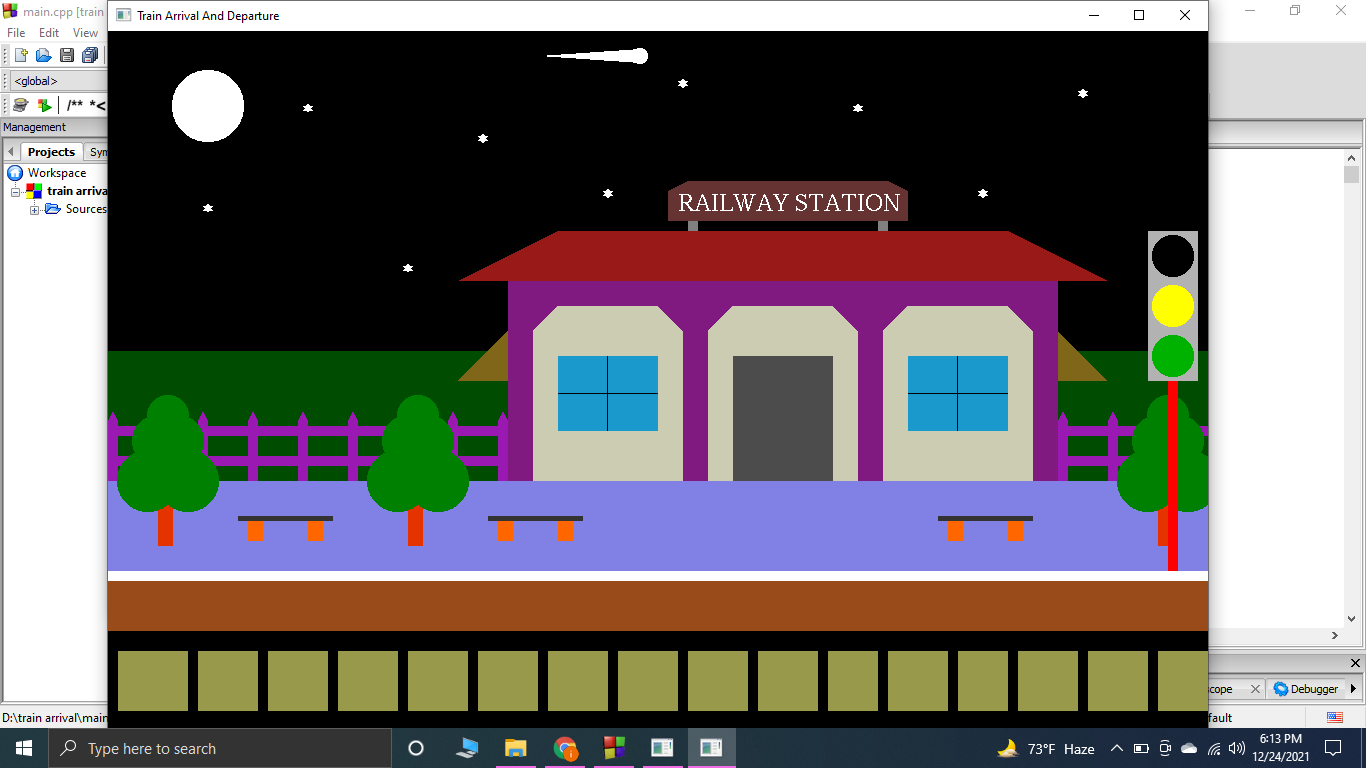 main.cpp [train
Train Arrival And Departure
File Edit View
<global>
/** *<
Management
Projects Sym
Workspace
train arriva
Sources
RAILWAY STATION
scope
Debugger
D:\train arrival\main
fault
Type here to search
73°F Haze
6:13 PM
12/24/2021